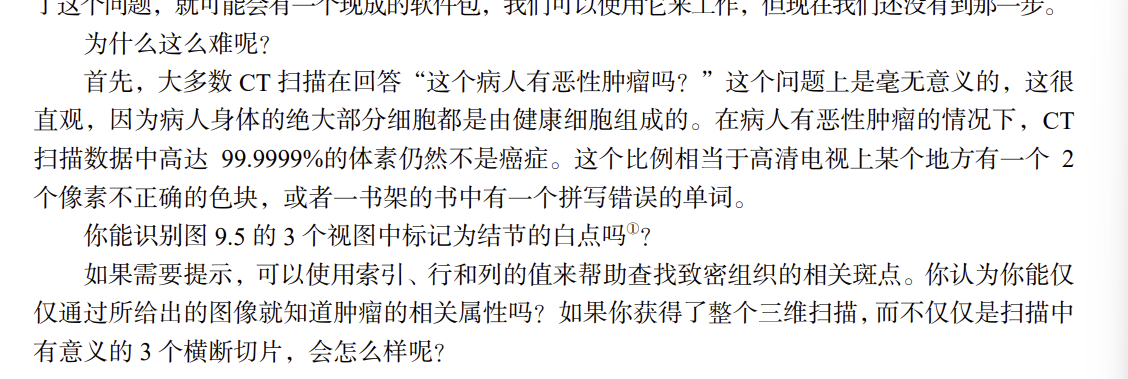 了这个问题，就可能会有一个现成的软件包，我们可以使用它来工作，但现在我们还没有到那一步。
为什么这么难呢？
首先，大多数 CT 扫描在回答“这个病人有恶性肿瘤吗？”这个问题上是毫无意义的，这很
直观，因为病人身体的绝大部分细胞都是由健康细胞组成的。在病人有恶性肿瘤的情况下，CT
扫描数据中高达 99.9999%的体素仍然不是癌症。这个比例相当于高清电视上某个地方有一个 2
个像素不正确的色块，或者一书架的书中有一个拼写错误的单词。
你能识别图 9.5 的 3 个视图中标记为结节的白点吗①？
如果需要提示，可以使用索引、行和列的值来帮助查找致密组织的相关斑点。你认为你能仅
仅通过所给出的图像就知道肿瘤的相关属性吗？如果你获得了整个三维扫描，而不仅仅是扫描中
有意义的 3 个横断切片，会怎么样呢？